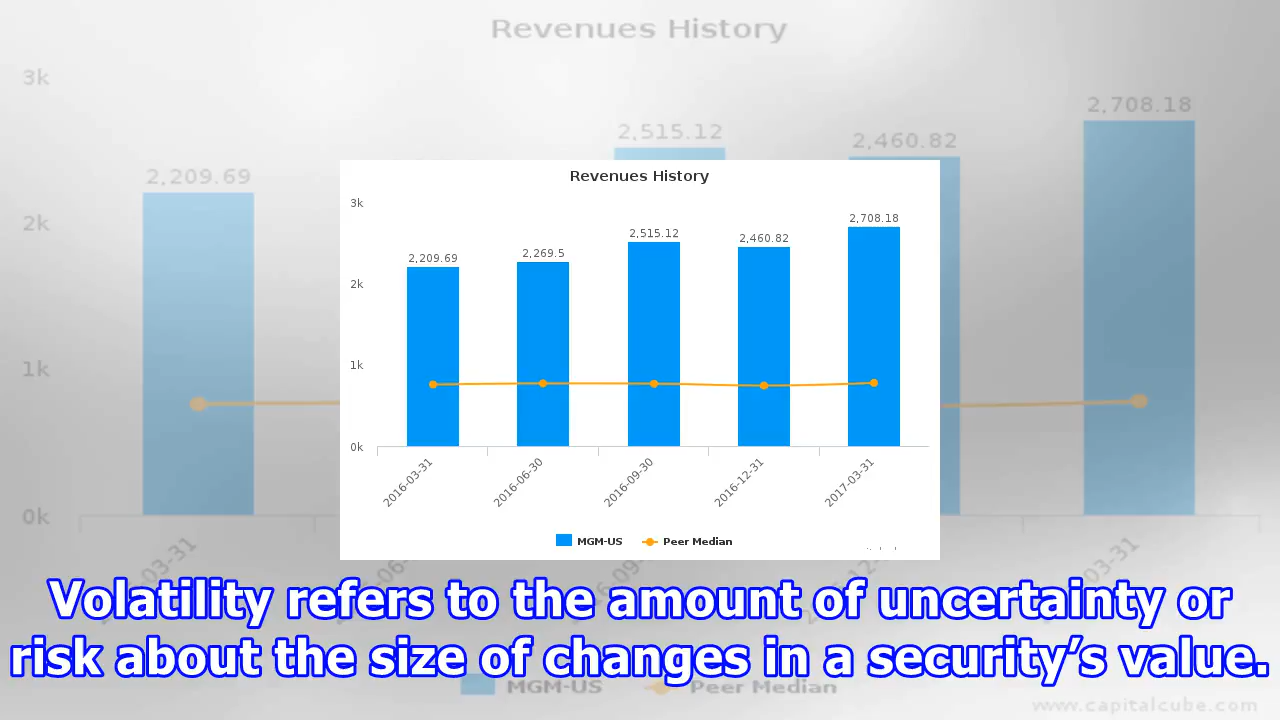 Revenues History
3k
2,708.18
2,515.12
2,460.82
2,209.69
2k
1k
0k
Revenues History
3k
2,708.18
2,515.12
2,460.82
2,269.5
2,209.69
2k
1k
0k
2016-03-31
2016-06-30
2016-09-30
2016-12-31
2017-03-31
MGM-US
Peer Median
Volatility refers to the amount of uncertainty or
risk about the size of changes in a security’s value.
MGM-US
Peer Median
www.capitalcube.com